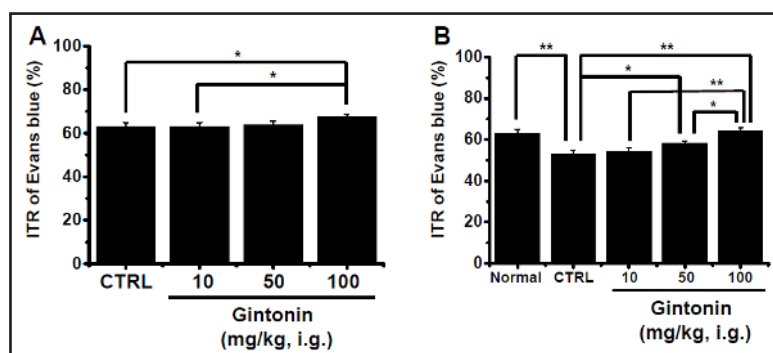 A
ITR of Evans blue (%)
100
80
60
40
20
0
*
*
CTRL 10 50 100
Gintonin
(mg/kg, i.g.)
B
ITR of Evans blue (%)
100
80
60
40
20
0
** **
*
**
*
Normal CTRL 10 50 100
Gintonin
(mg/kg, i.g.)